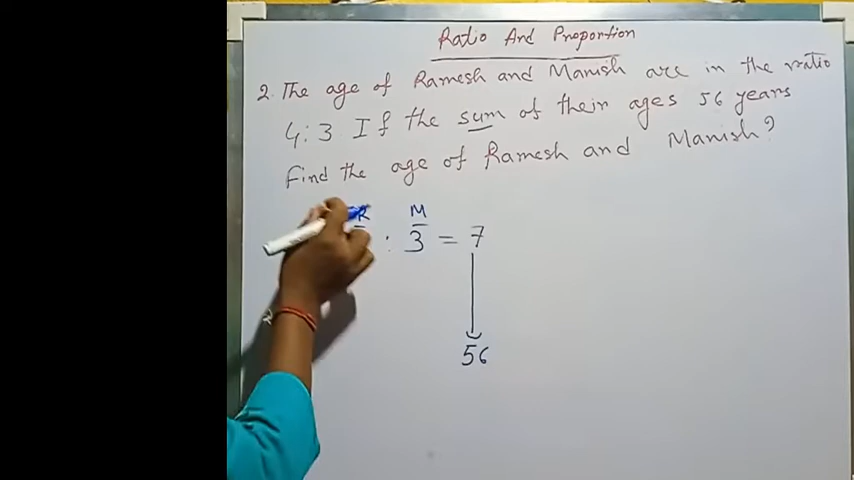 Ratio And Proportion
2. The age of Ramesh and Manish are in the ratio
4:3. If the sum of their ages 56 years
Find the age of Ramesh and Manish?
R M
: 3 = 7
56